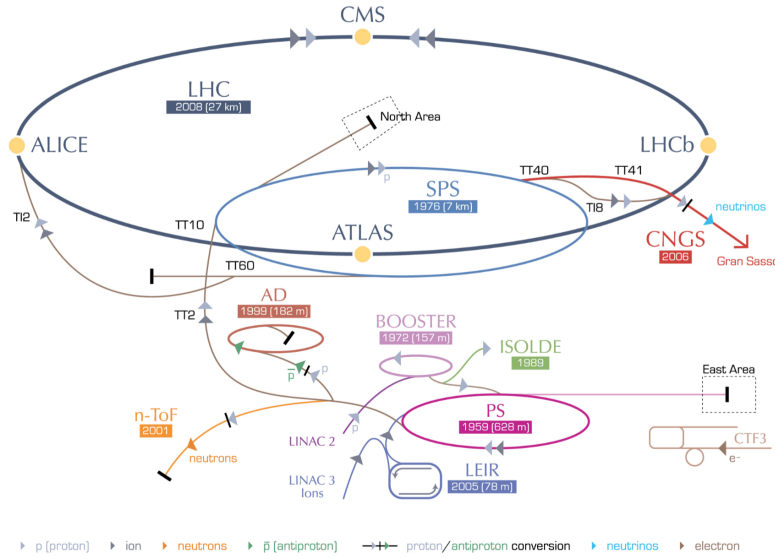 CMS
LHC
2008 (27 km)
North Area
ALICE
LHCb
TT40
TT41
SPS
1976 (7 km)
TI8
TI2
TT10
ATLAS
neutrinos
CNGS
2006
Gran Sasso
TT60
AD
1999 (182 m)
TT2
BOOSTER
1972 (157 m)
ISOLDE
1989
p
p̅
p
East Area
n-ToF
2001
p
PS
1959 (628 m)
LINAC 2
CTF3
neutrons
e-
LINAC 3
Ions
LEIR
2005 (78 m)
p (proton)
ion
neutrons
p̅ (antiproton)
proton/antiproton conversion
neutrinos
electron